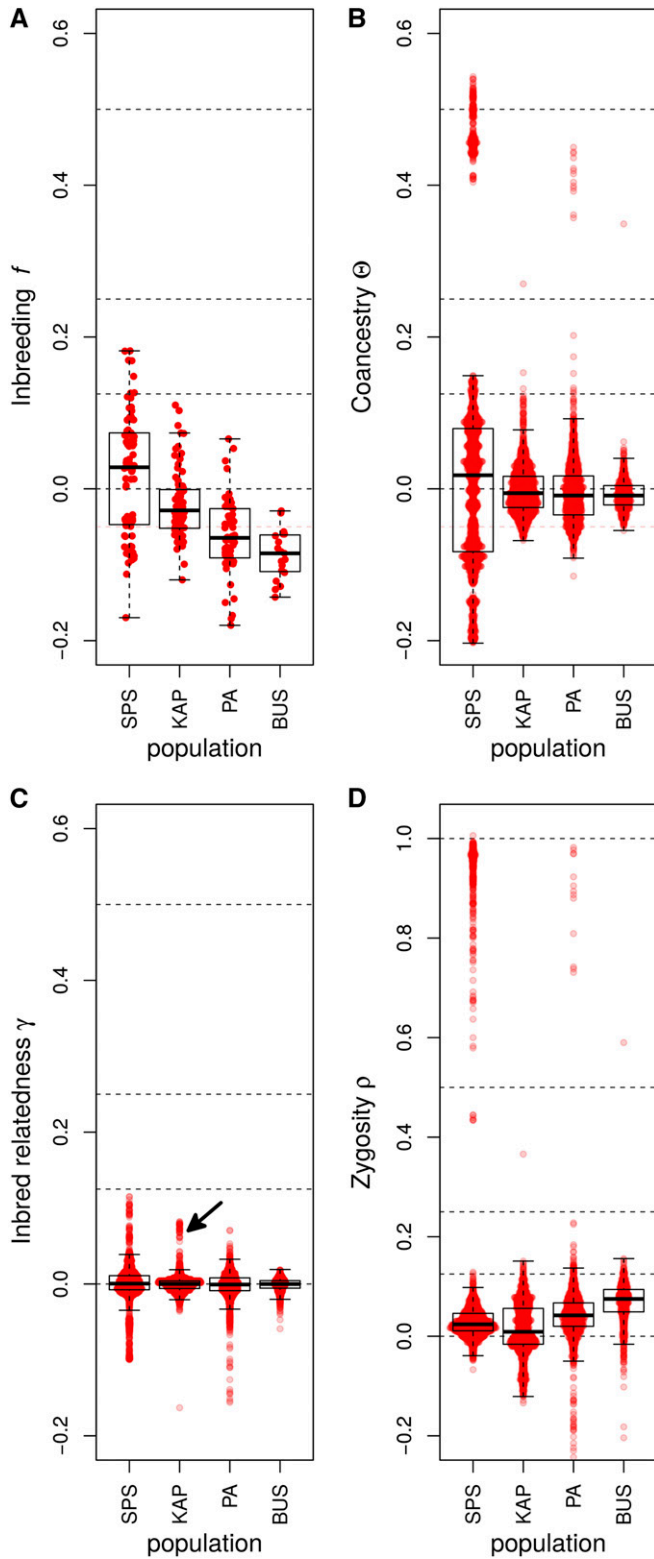 A
Inbreeding f
0.6
0.4
0.2
0.0
−0.2
SPS KAP PA BUS
population
B
Coancestry Θ
0.6
0.4
0.2
0.0
−0.2
SPS KAP PA BUS
population
C
Inbred relatedness γ
0.6
0.4
0.2
0.0
−0.2
SPS KAP PA BUS
population
D
Zygosity ρ
1.0
0.8
0.6
0.4
0.2
0.0
−0.2
SPS KAP PA BUS
population